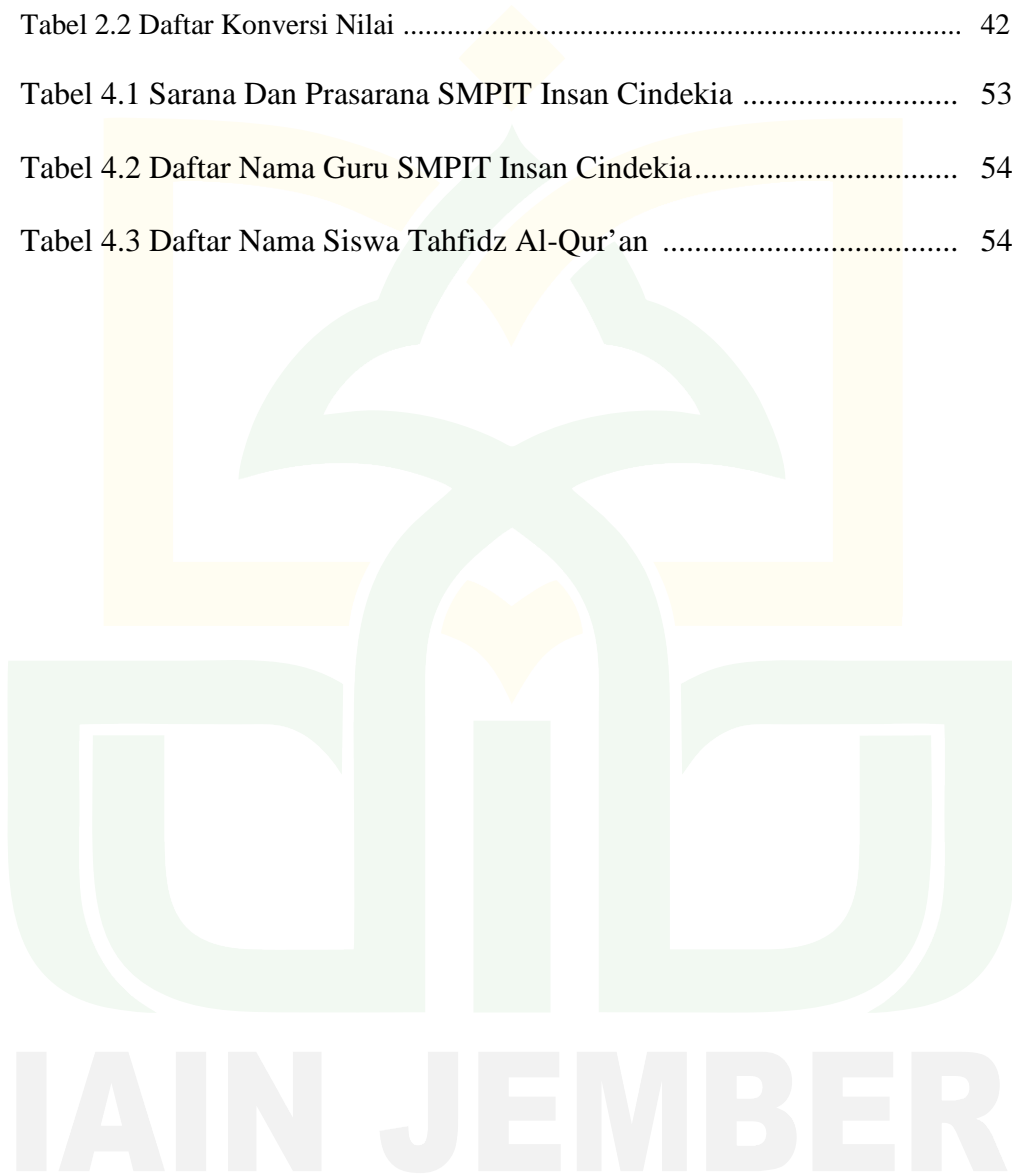 Tabel 2.2 Daftar Konversi Nilai ................................................................................ 42
Tabel 4.1 Sarana Dan Prasarana SMPIT Insan Cindekia .......................... 53
Tabel 4.2 Daftar Nama Guru SMPIT Insan Cindekia................................ 54
Tabel 4.3 Daftar Nama Siswa Tahfidz Al-Qur’an .................................... 54
IAIN JEMBER